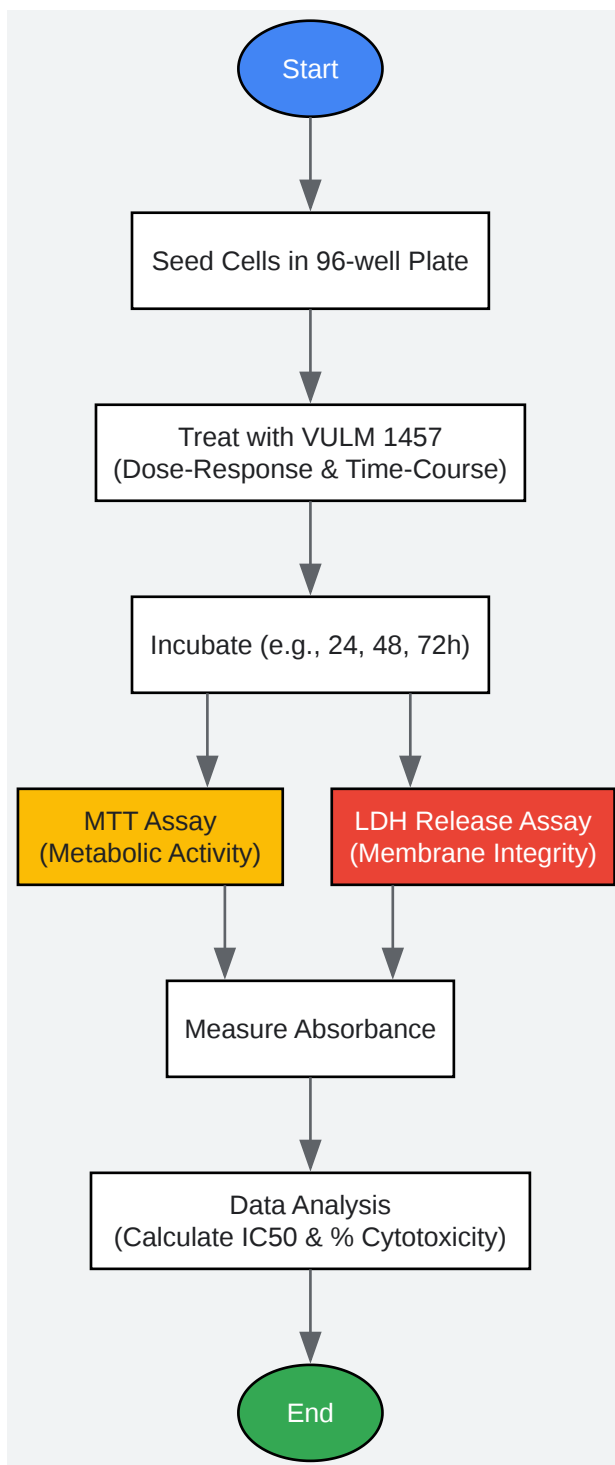 Start
Seed Cells in 96-well Plate
Treat with VULM 1457
(Dose-Response & Time-Course)
Incubate (e.g., 24, 48, 72h)
MTT Assay
(Metabolic Activity)
LDH Release Assay
(Membrane Integrity)
Measure Absorbance
Data Analysis
(Calculate IC50 & % Cytotoxicity)
End